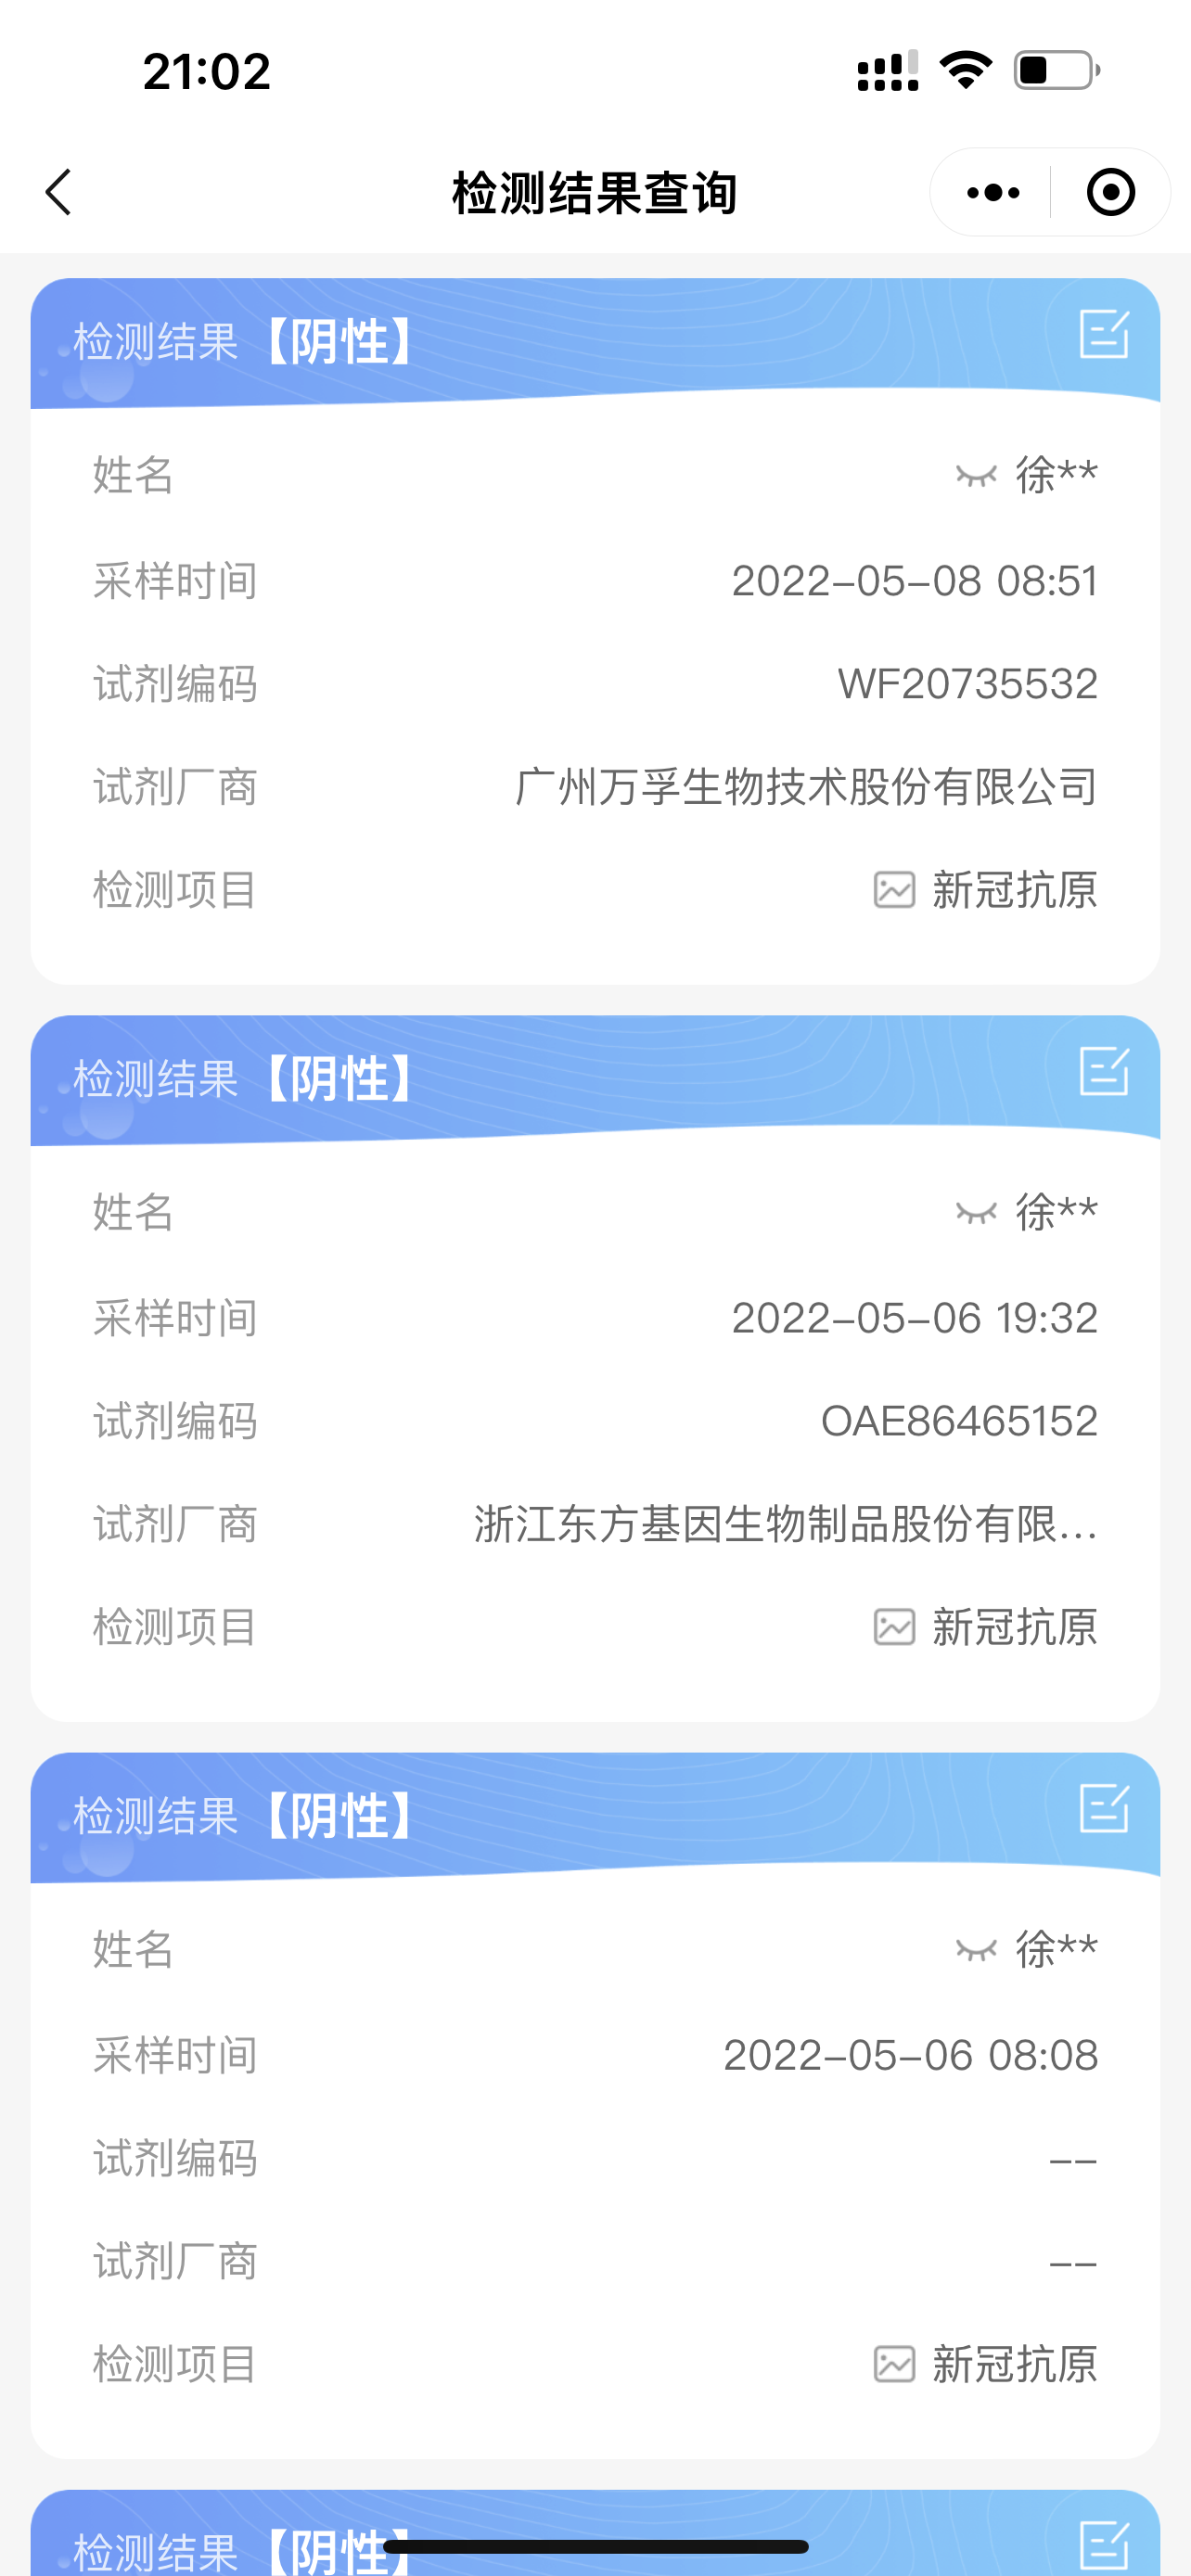 21:02
检测结果查询
检测结果【阴性】
姓名 徐**
采样时间 2022-05-08 08:51
试剂编码 WF20735532
试剂厂商 广州万孚生物技术股份有限公司
检测项目 新冠抗原
检测结果【阴性】
姓名 徐**
采样时间 2022-05-06 19:32
试剂编码 OAE86465152
试剂厂商 浙江东方基因生物制品股份有限...
检测项目 新冠抗原
检测结果【阴性】
姓名 徐**
采样时间 2022-05-06 08:08
试剂编码 --
试剂厂商 --
检测项目 新冠抗原
检测结果【阴性】